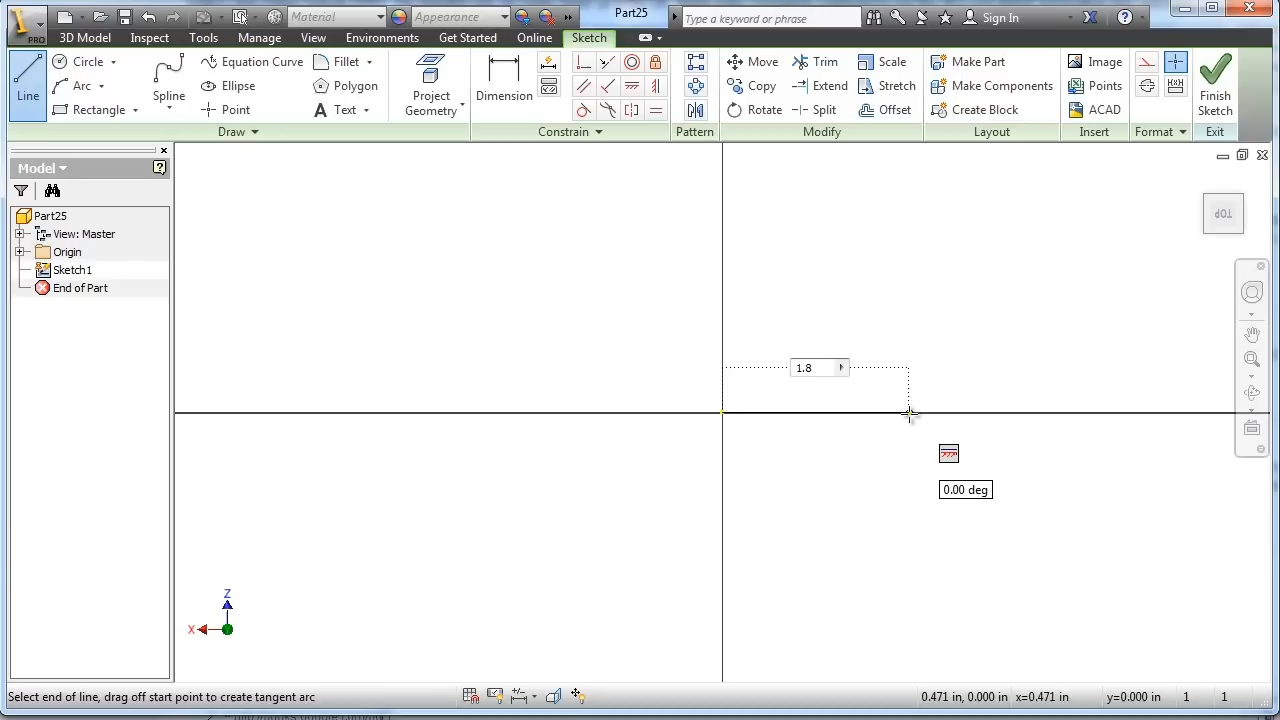 PRO
Material
Appearance
Part25
Type a keyword or phrase
Sign In
3D Model
Inspect
Tools
Manage
View
Environments
Get Started
Online
Sketch
Line
Circle
Arc
Rectangle
Spline
Equation Curve
Ellipse
Point
Fillet
Polygon
A Text
Project
Geometry
Dimension
Move
Copy
Rotate
Trim
Extend
Split
Scale
Stretch
Offset
Make Part
Make Components
Create Block
Image
Points
ACAD
Finish
Sketch
Draw
Constrain
Pattern
Modify
Layout
Insert
Format
Exit
Model
Part25
View: Master
Origin
Sketch1
End of Part
TOP
1.8
0.00 deg
Z
X
Select end of line, drag off start point to create tangent arc
0.471 in, 0.000 in
x=0.471 in
y=0.000 in
1
1